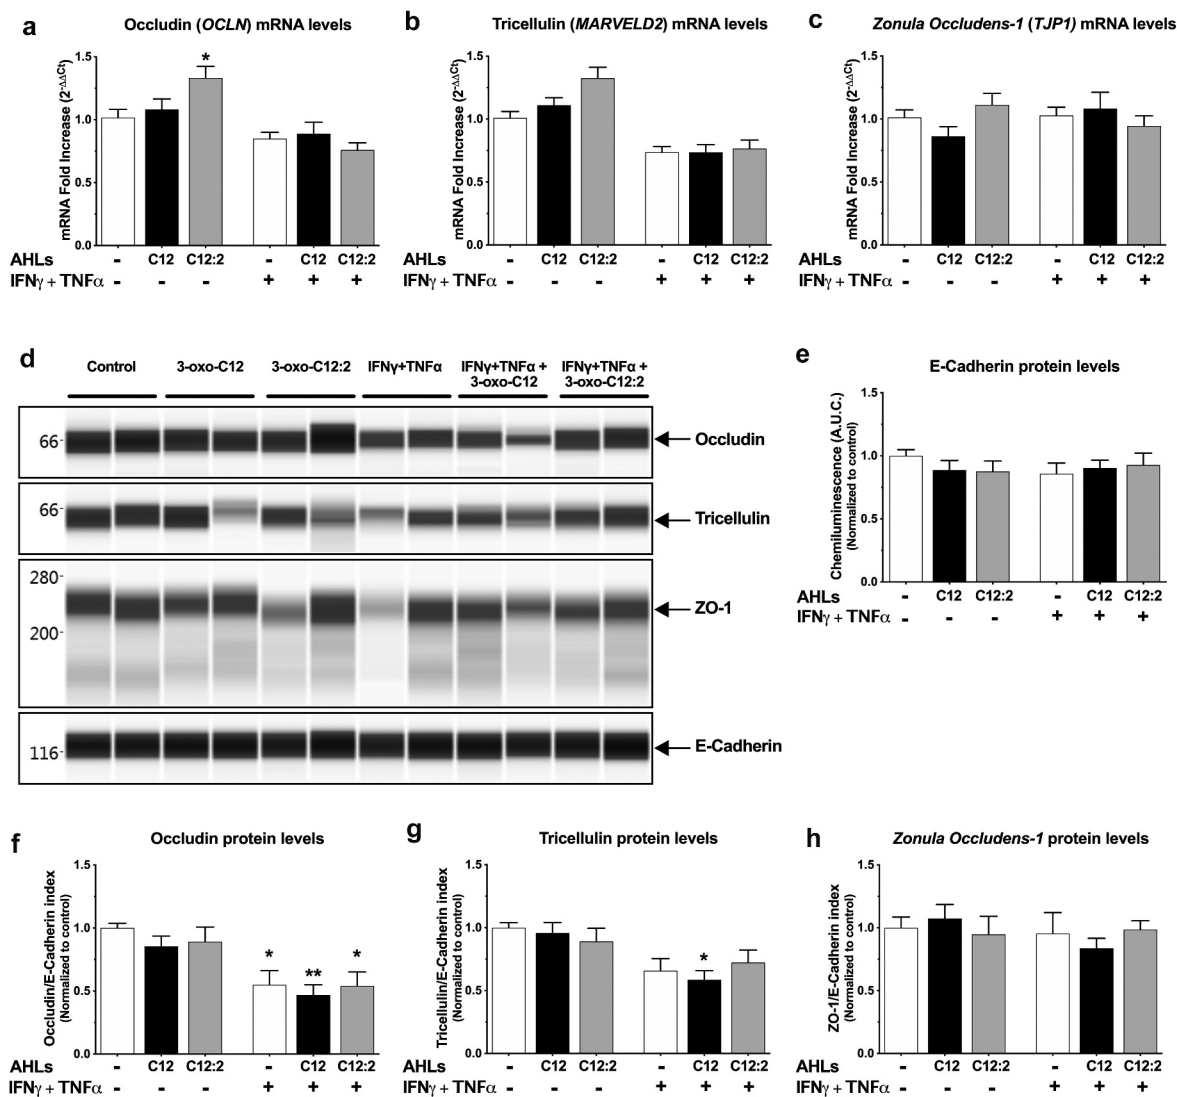 a
Occludin (OCLN) mRNA levels
mRNA Fold Increase (2-ΔΔCt)
1.5
1.0
0.5
0.0
*
AHLs - C12 C12:2 - C12 C12:2
IFNγ + TNFα - - - + + +
b
Tricellulin (MARVELD2) mRNA levels
mRNA Fold Increase (2-ΔΔCt)
1.5
1.0
0.5
0.0
AHLs - C12 C12:2 - C12 C12:2
IFNγ + TNFα - - - + + +
c
Zonula Occludens-1 (TJP1) mRNA levels
mRNA Fold Increase (2-ΔΔCt)
1.5
1.0
0.5
0.0
AHLs - C12 C12:2 - C12 C12:2
IFNγ + TNFα - - - + + +
d
Control
3-oxo-C12
3-oxo-C12:2
IFNγ+TNFα
IFNγ+TNFα +
3-oxo-C12
IFNγ+TNFα +
3-oxo-C12:2
66-
Occludin
66-
Tricellulin
280-
200-
ZO-1
116-
E-Cadherin
e
E-Cadherin protein levels
Chemiluminescence (A.U.C.)
(Normalized to control)
1.5
1.0
0.5
0.0
AHLs - C12 C12:2 - C12 C12:2
IFNγ + TNFα - - - + + +
f
Occludin protein levels
Occludin/E-Cadherin index
(Normalized to control)
1.5
1.0
0.5
0.0
* ** *
AHLs - C12 C12:2 - C12 C12:2
IFNγ + TNFα - - - + + +
g
Tricellulin protein levels
Tricellulin/E-Cadherin index
(Normalized to control)
1.5
1.0
0.5
0.0
*
AHLs - C12 C12:2 - C12 C12:2
IFNγ + TNFα - - - + + +
h
Zonula Occludens-1 protein levels
ZO-1/E-Cadherin index
(Normalized to control)
1.5
1.0
0.5
0.0
AHLs - C12 C12:2 - C12 C12:2
IFNγ + TNFα - - - + + +